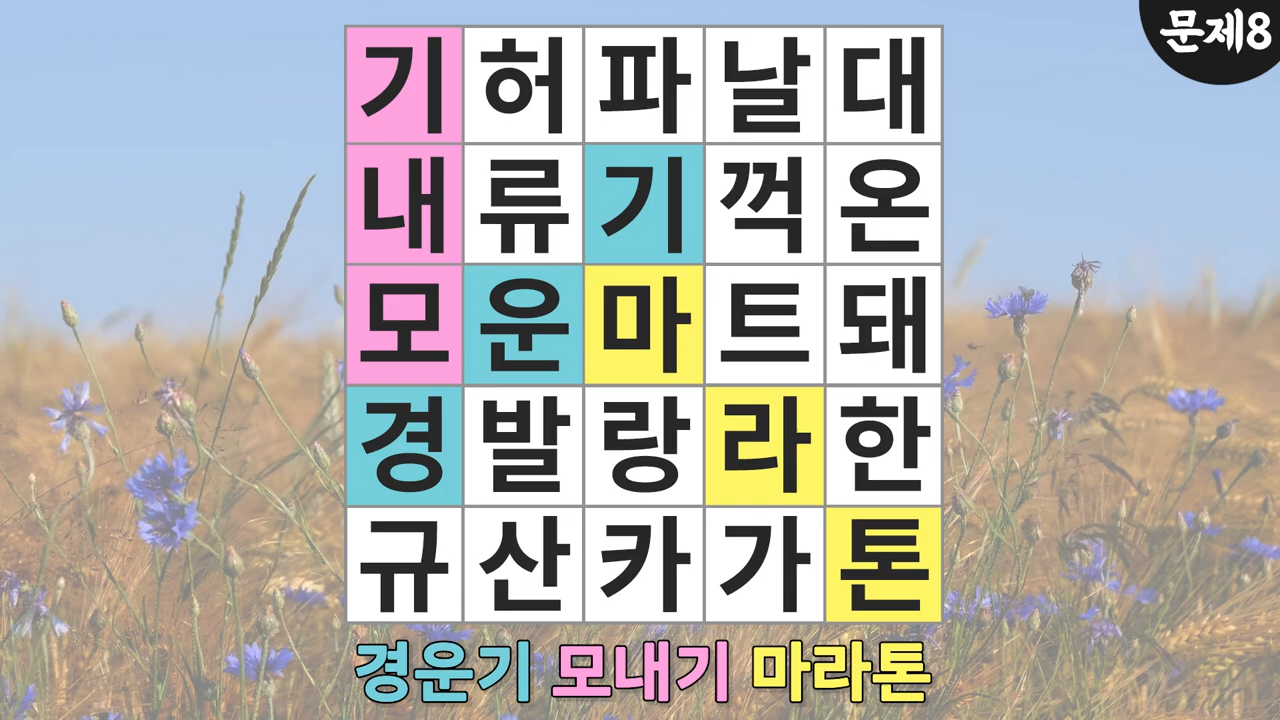 문제8
기 허 파 날 대
내 류 기 꺽 온
모 운 마 트 돼
경 발 랑 라 한
규 산 카 가 톤
경운기 모내기 마라톤